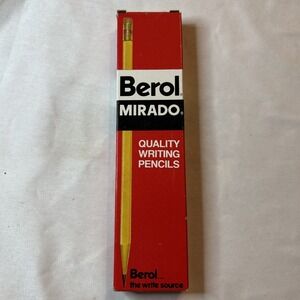 Berol
MIRADO®
QUALITY
WRITING
PENCILS
Berol
the write source